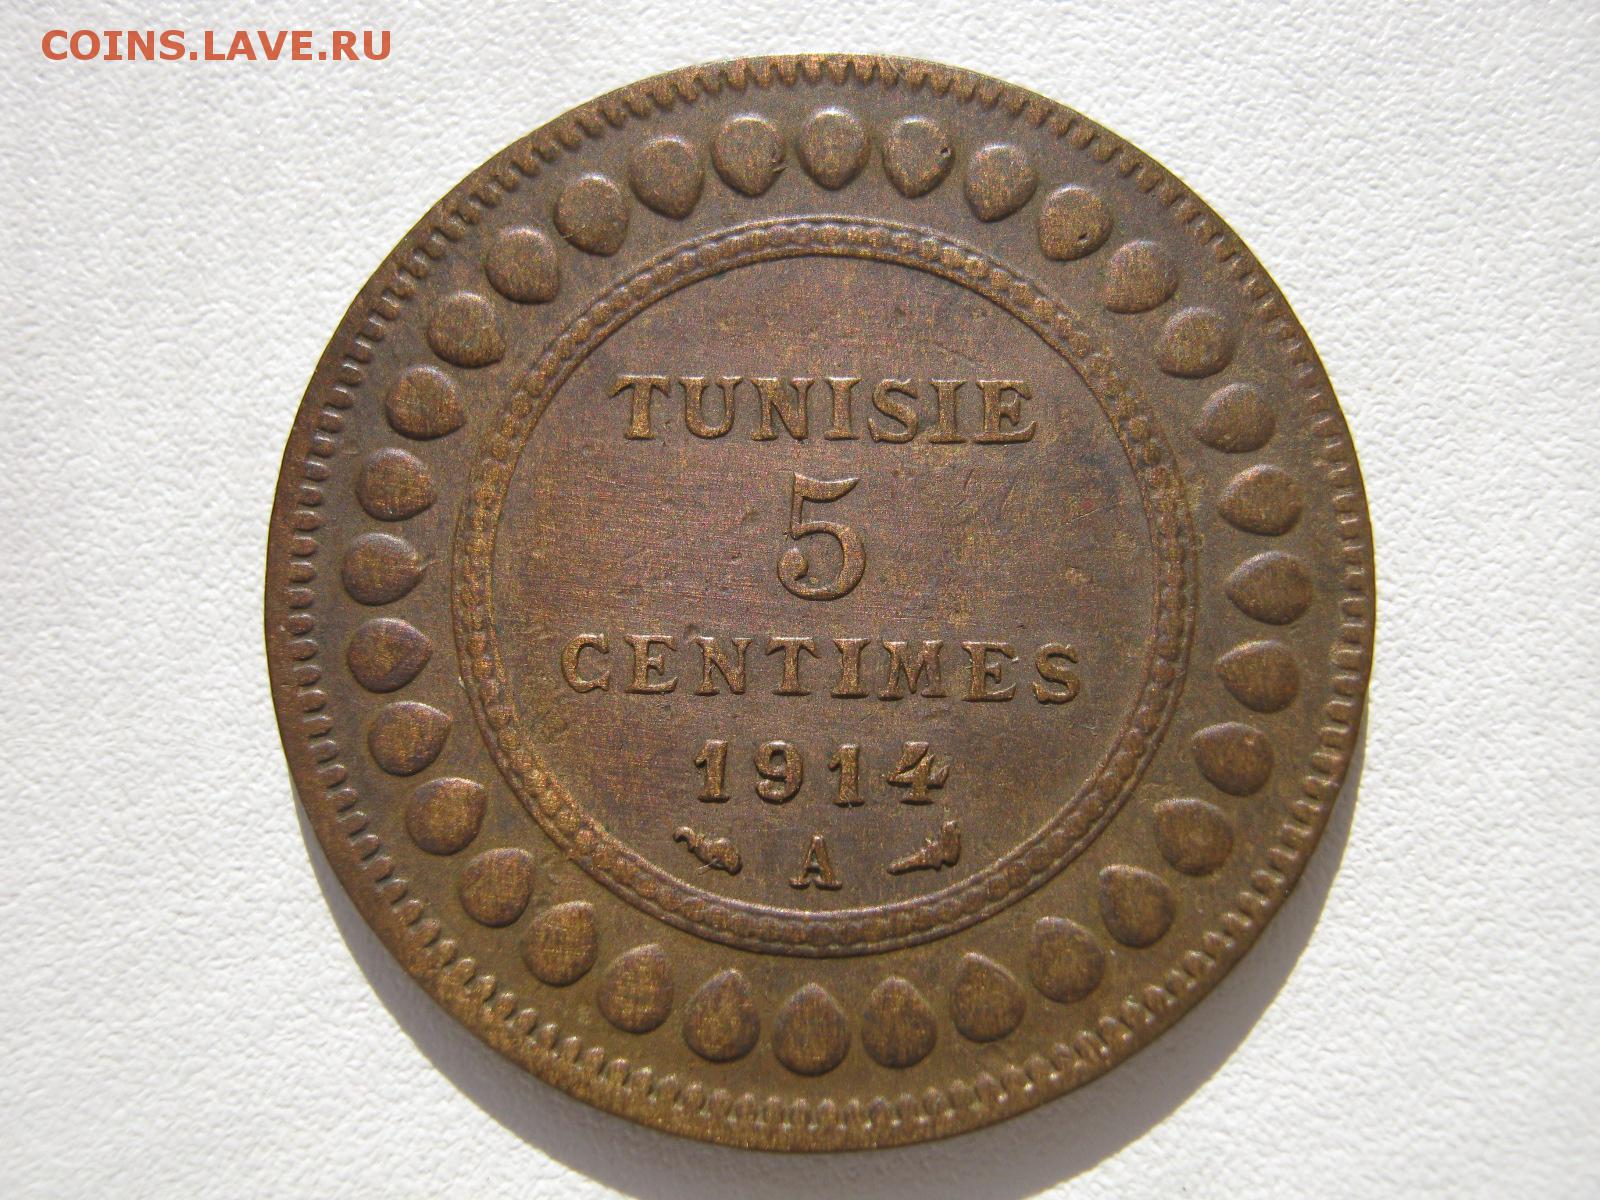 COINS.LAVE.RU
TUNISIE
5
CENTIMES
1914
A